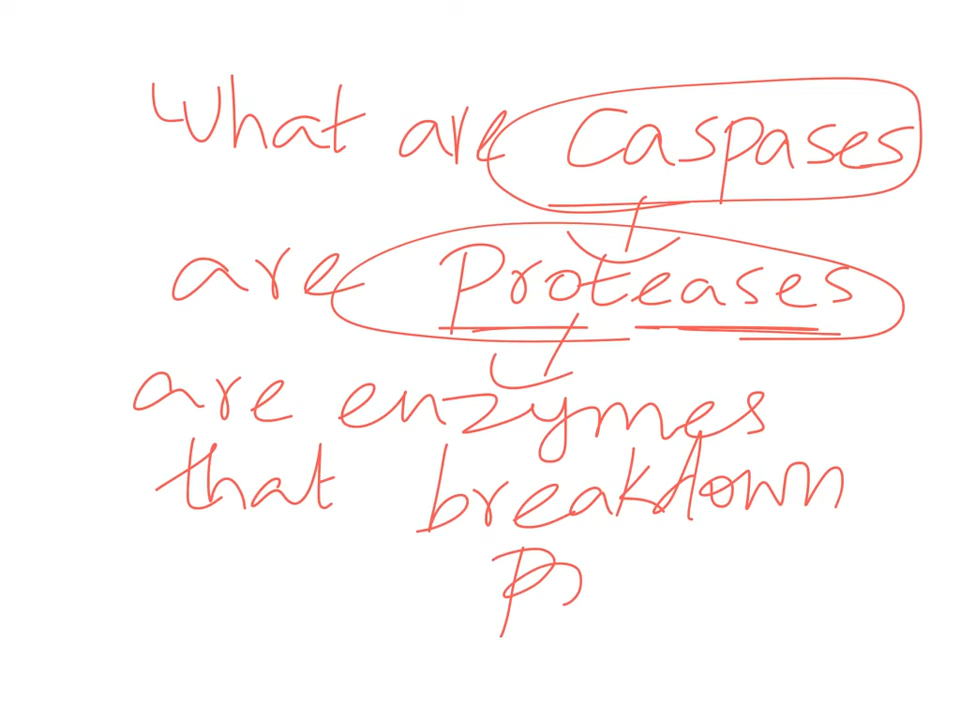 What are Caspases
are Proteases
are enzymes
that breakdown